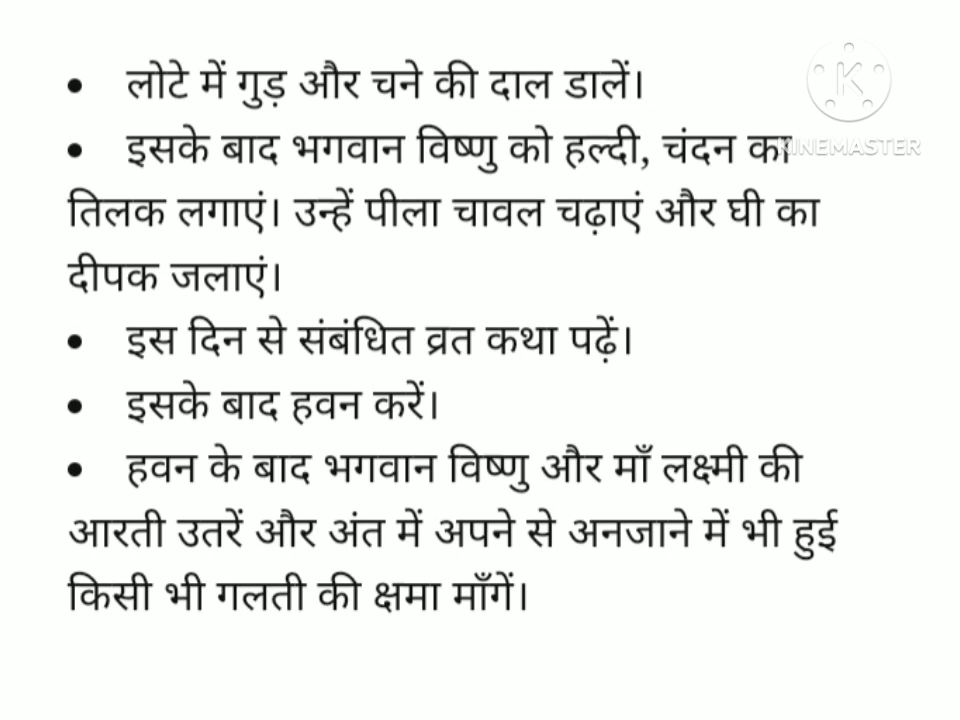 • लोटे में गुड़ और चने की दाल डालें।
• इसके बाद भगवान विष्णु को हल्दी, चंदन का
तिलक लगाएं। उन्हें पीला चावल चढ़ाएं और घी का
दीपक जलाएं।
• इस दिन से संबंधित व्रत कथा पढ़ें।
• इसके बाद हवन करें।
• हवन के बाद भगवान विष्णु और माँ लक्ष्मी की
आरती उतरें और अंत में अपने से अनजाने में भी हुई
किसी भी गलती की क्षमा माँगें।
K
KINEMASTER